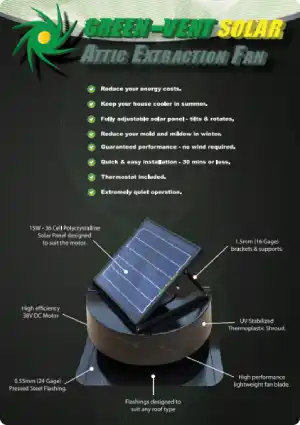 GREEN-VENT SOLAR
ATTIC EXTRACTION FAN
Reduce your energy costs.
Keep your house cooler in summer.
Fully adjustable solar panel - tilts & rotates.
Reduce your mold and mildew in winter.
Guaranteed performance - no wind required.
Quick & easy installation - 30 mins or less.
Thermostat included.
Extremely quiet operation.
15W - 36 Cell Polycrystalline
Solar Panel designed
to suit the motor.
1.5mm (16 Gage)
brackets & supports.
High efficiency
38V DC Motor
UV Stabilized
Thermoplastic Shroud.
0.55mm (24 Gage)
Pressed Steel Flashing.
High performance
lightweight fan blade.
Flashings designed to
suit any roof type